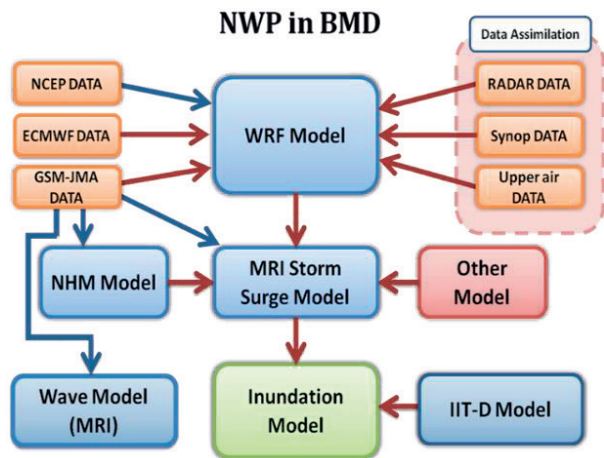 NWP in BMD
Data Assimilation
NCEP DATA
ECMWF DATA
GSM-JMA
DATA
WRF Model
RADAR DATA
Synop DATA
Upper air
DATA
NHM Model
MRI Storm
Surge Model
Other
Model
Wave Model
(MRI)
Inundation
Model
IIT-D Model